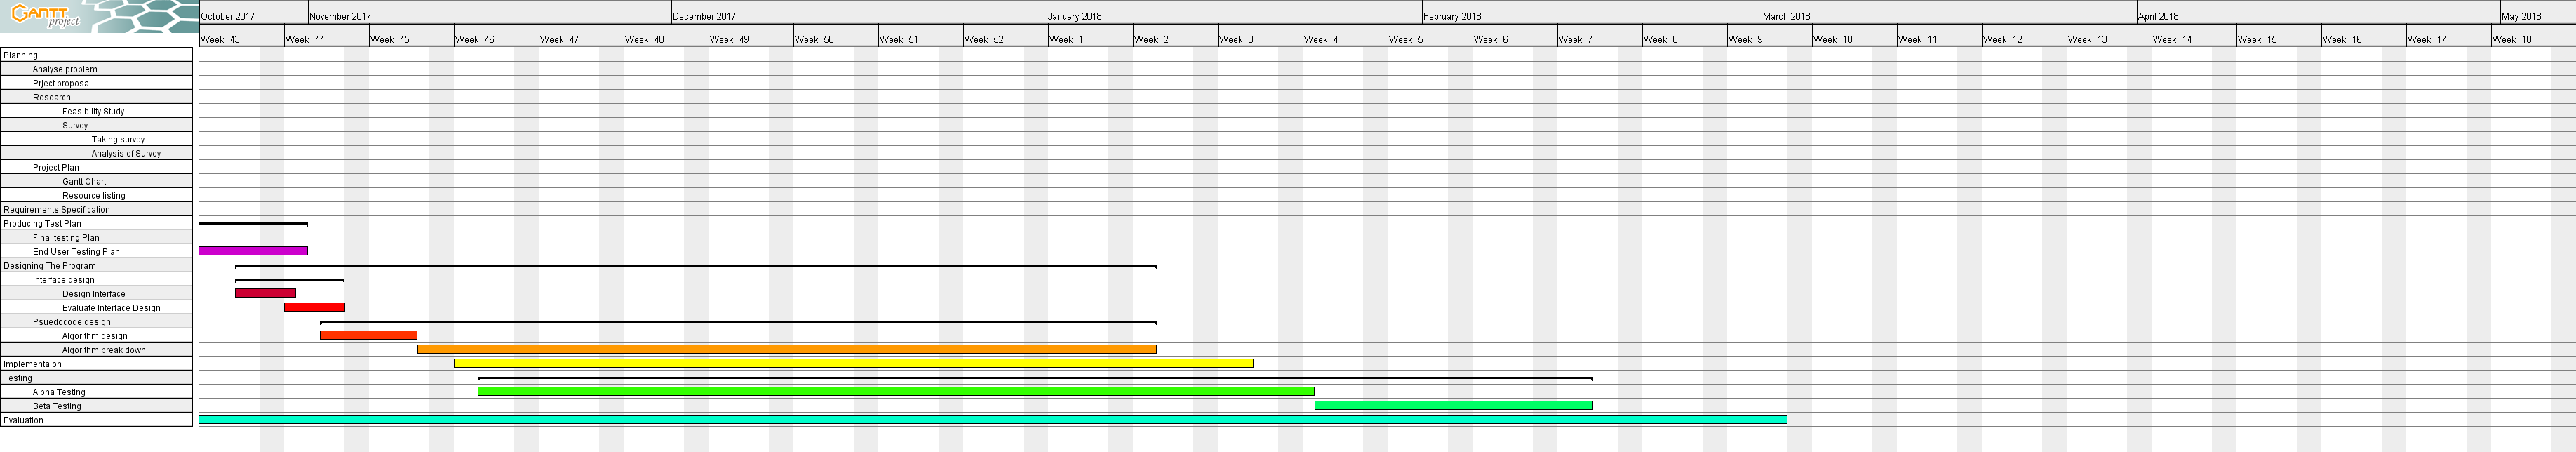 GANTT
project
October 2017 November 2017 December 2017 January 2018 February 2018 March 2018 April 2018 May 2018
Week 43 Week 44 Week 45 Week 46 Week 47 Week 48 Week 49 Week 50 Week 51 Week 52 Week 1 Week 2 Week 3 Week 4 Week 5 Week 6 Week 7 Week 8 Week 9 Week 10 Week 11 Week 12 Week 13 Week 14 Week 15 Week 16 Week 17 Week 18
Planning
Analyse problem
Prject proposal
Research
Feasibility Study
Survey
Taking survey
Analysis of Survey
Project Plan
Gantt Chart
Resource listing
Requirements Specification
Producing Test Plan
Final testing Plan
End User Testing Plan
Designing The Program
Interface design
Design Interface
Evaluate Interface Design
Psuedocode design
Algorithm design
Algorithm break down
Implementaion
Testing
Alpha Testing
Beta Testing
Evaluation